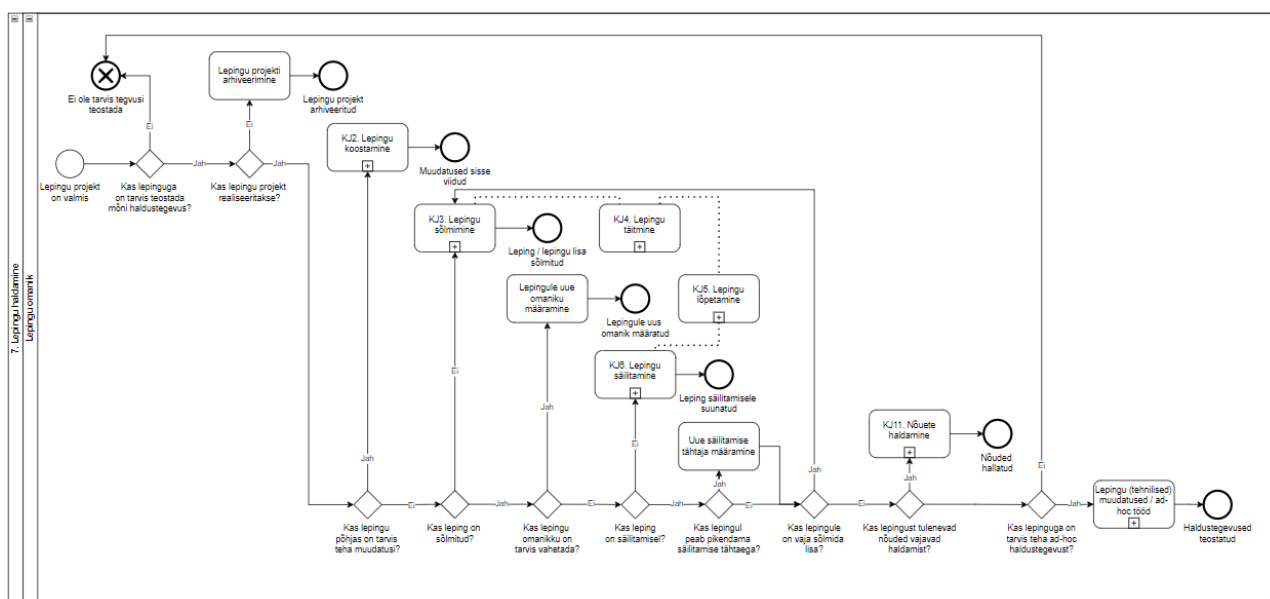 7. Lepingu haldamine
Lepingu omanik
Ei ole tarvis tegvusi
teostada
Lepingu projekti
arhiveerimine
Lepingu projekt
arhiveeritud
Ei
Ei
Lepingu projekt
on valmis
Kas lepinguga
on tarvis teostada
mõni haldustegevus?
Jah
Kas lepingu projekt
realiseeritakse?
Jah
KJ2. Lepingu
koostamine
Muudatused sisse
viidud
KJ3. Lepingu
sõlmimine
Leping / lepingu lisa
sõlmitud
KJ4. Lepingu
täitmine
Lepingule uue
omaniku
määramine
Lepingule uus
omanik määratud
KJ5. Lepingu
lõpetamine
KJ6. Lepingu
säilitamine
Leping säilitamisele
suunatud
Uue säilitamise
tähtaja määramine
KJ11. Nõuete
haldamine
Nõuded
hallatud
Jah
Ei
Jah
Ei
Jah
Jah
Jah
Ei
Kas lepingu
põhjas on tarvis
teha muudatusi?
Ei
Kas leping on
sõlmitud?
Jah
Kas lepingu
omanikku on
tarvis vahetada?
Ei
Kas leping
on säilitamisel?
Jah
Kas lepingul
peab pikendama
säilitamise tähtaega?
Ei
Kas lepingule
on vaja sõlmida
lisa?
Ei
Kas lepingust tulenevad
nõuded vajavad
haldamist?
Kas lepinguga on
tarvis teha ad-hoc
haldustegevust?
Jah
Lepingu (tehnilised)
muudatused / ad-
hoc tööd
Haldustegevused
teostatud